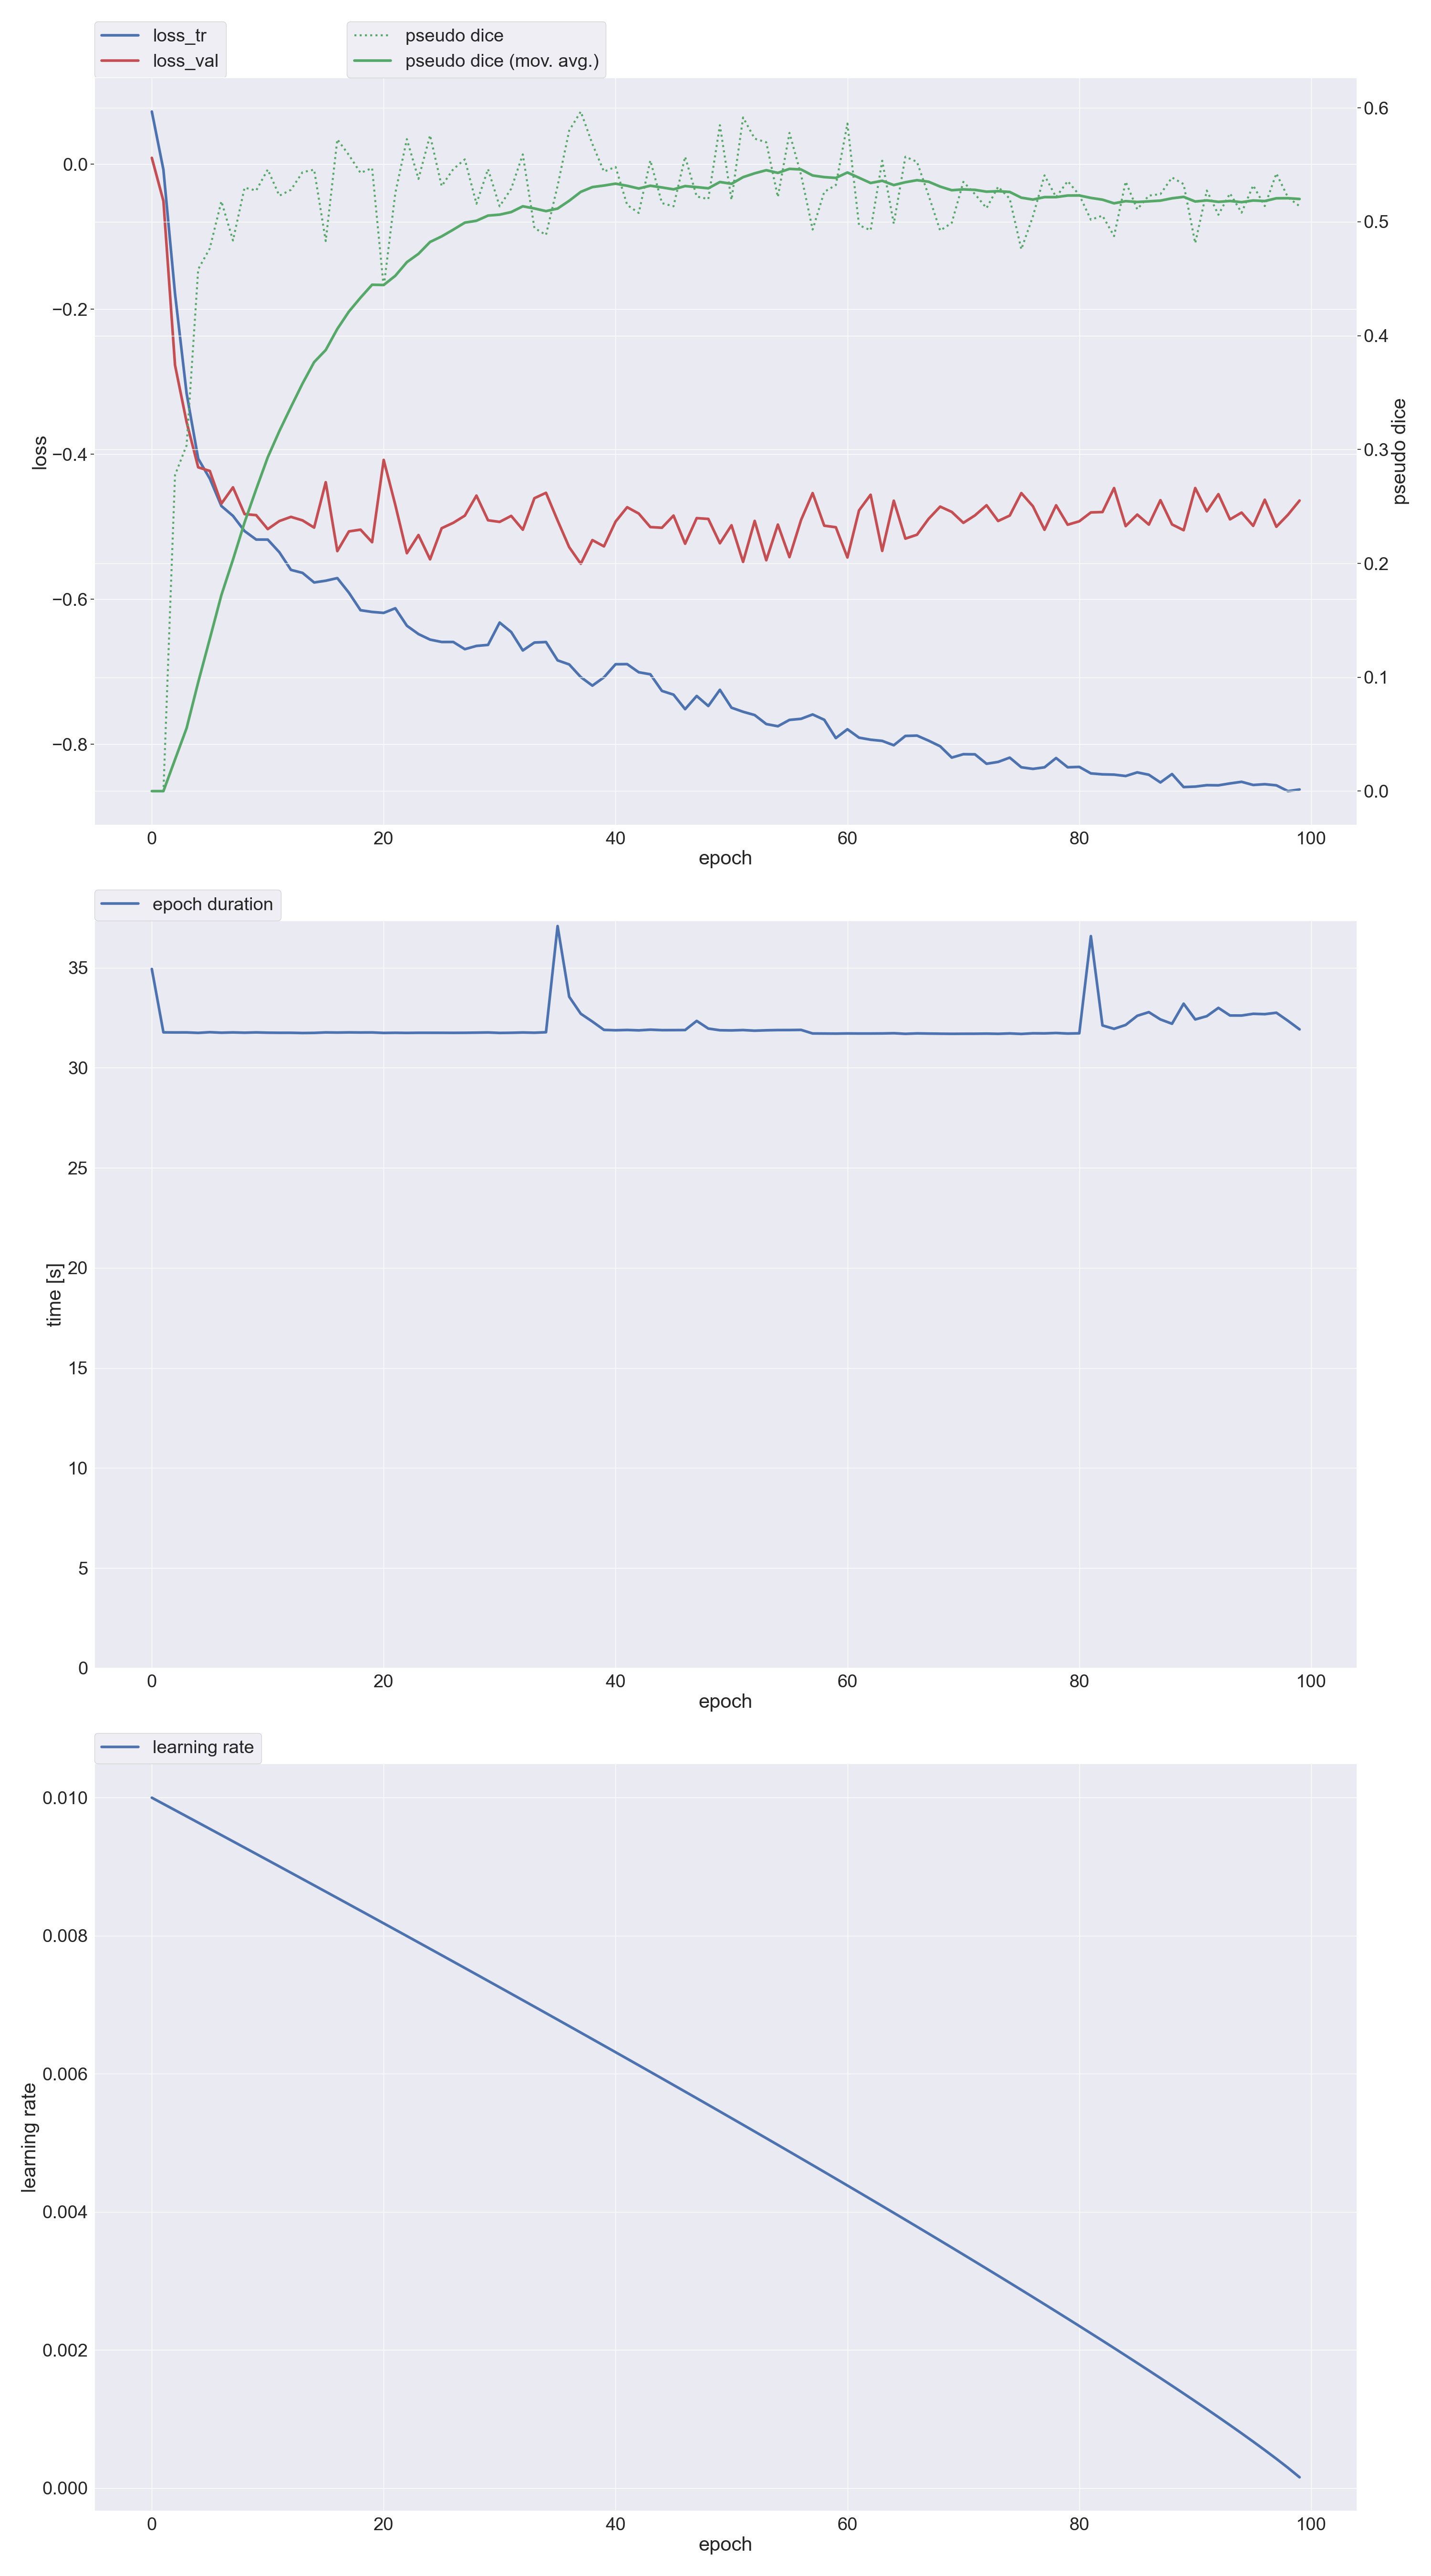 loss_tr
loss_val
pseudo dice
pseudo dice (mov. avg.)
0.0
−0.2
−0.4
−0.6
−0.8
loss
0.6
0.5
0.4
0.3
0.2
0.1
0.0
pseudo dice
0 20 40 60 80 100
epoch
epoch duration
35
30
25
20
15
10
5
0
time [s]
0 20 40 60 80 100
epoch
learning rate
0.010
0.008
0.006
0.004
0.002
0.000
learning rate
0 20 40 60 80 100
epoch